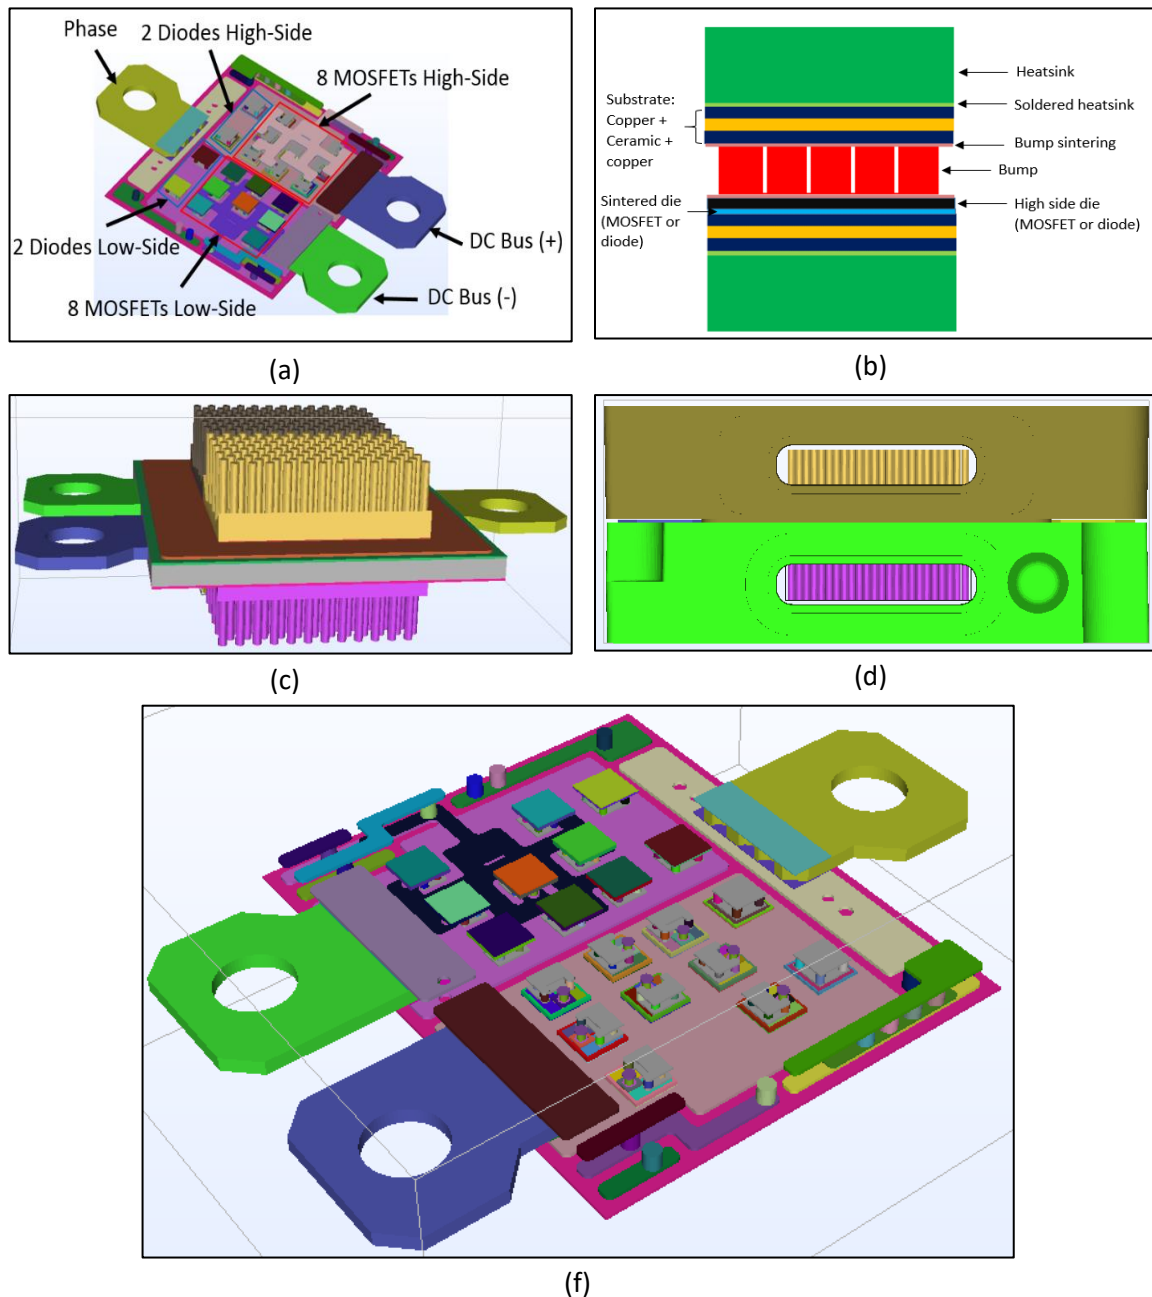 Phase
2 Diodes High-Side
8 MOSFETs High-Side
2 Diodes Low-Side
8 MOSFETs Low-Side
DC Bus (+)
DC Bus (-)
(a)
Substrate:
Copper +
Ceramic +
copper
Sintered die
(MOSFET or
diode)
Heatsink
Soldered heatsink
Bump sintering
Bump
High side die
(MOSFET or diode)
(b)
(c)
(d)
(f)